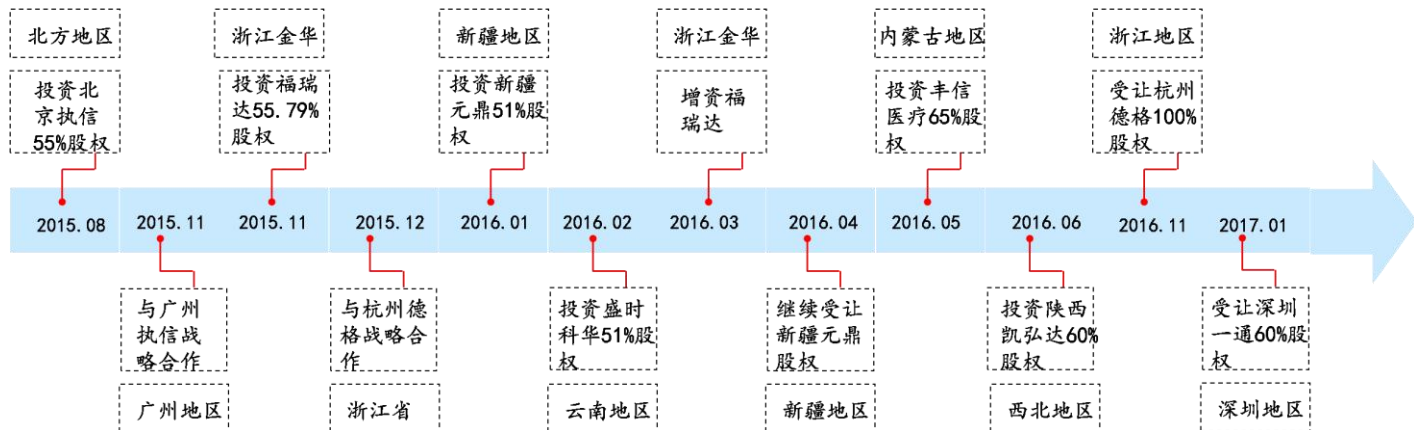 北方地区
浙江金华
新疆地区
浙江金华
内蒙古地区
浙江地区
投资北
京执信
55%股权
投资福瑞
达55.79%
股权
投资新疆
元鼎51%股
权
增资福
瑞达
投资丰信
医疗65%股
权
受让杭州
德格100%
股权
2015.08
2015.11
2015.11
2015.12
2016.01
2016.02
2016.03
2016.04
2016.05
2016.06
2016.11
2017.01
与广州
执信战
略合作
与杭州德
格战略合
作
投资盛时
科华51%股
权
继续受让
新疆元鼎
股权
投资陕西
凯弘达60%
股权
受让深圳
一通60%股
权
广州地区
浙江省
云南地区
新疆地区
西北地区
深圳地区